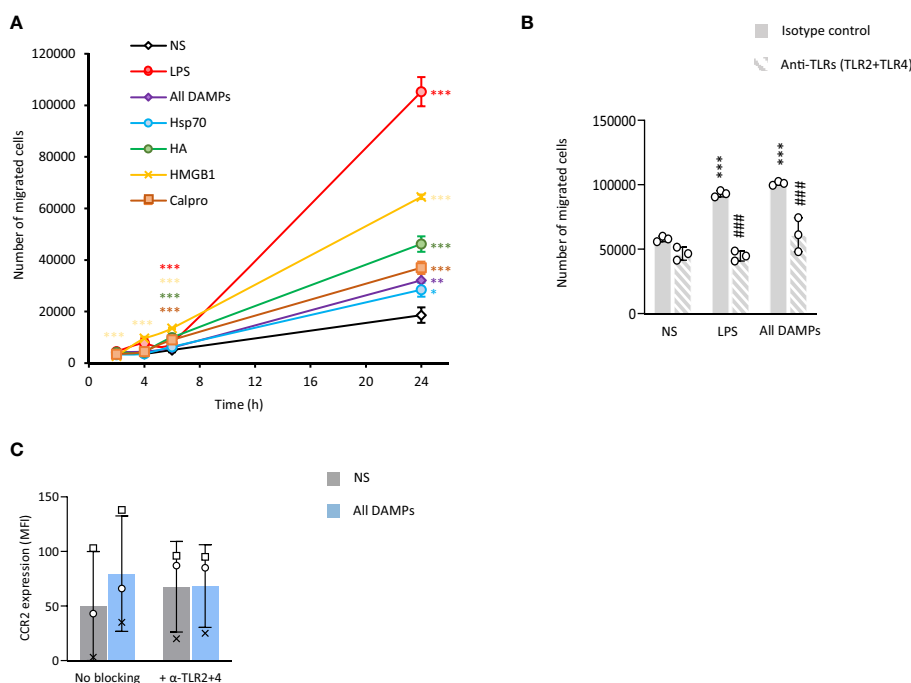 A
NS
LPS
All DAMPs
Hsp70
HA
HMGB1
Calpro
Number of migrated cells
120000
100000
80000
60000
40000
20000
0
***
***
***
***
***
***
***
***
***
***
**
*
0 4 8 12 16 20 24
Time (h)
B
Isotype control
Anti-TLRs (TLR2+TLR4)
Number of migrated cells
150000
100000
50000
0
***
###
***
###
NS LPS All DAMPs
C
NS
All DAMPs
CCR2 expression (MFI)
150
100
50
0
No blocking + α-TLR2+4